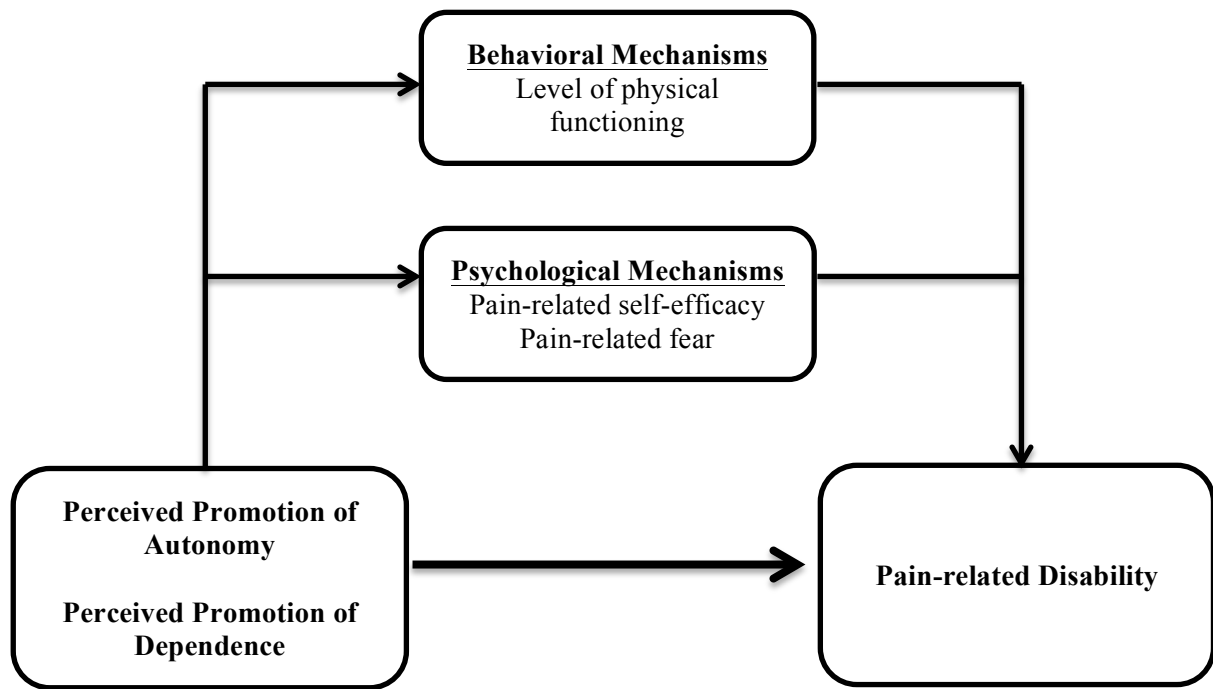 Behavioral Mechanisms
Level of physical
functioning
Psychological Mechanisms
Pain-related self-efficacy
Pain-related fear
Perceived Promotion of
Autonomy
Perceived Promotion of
Dependence
Pain-related Disability